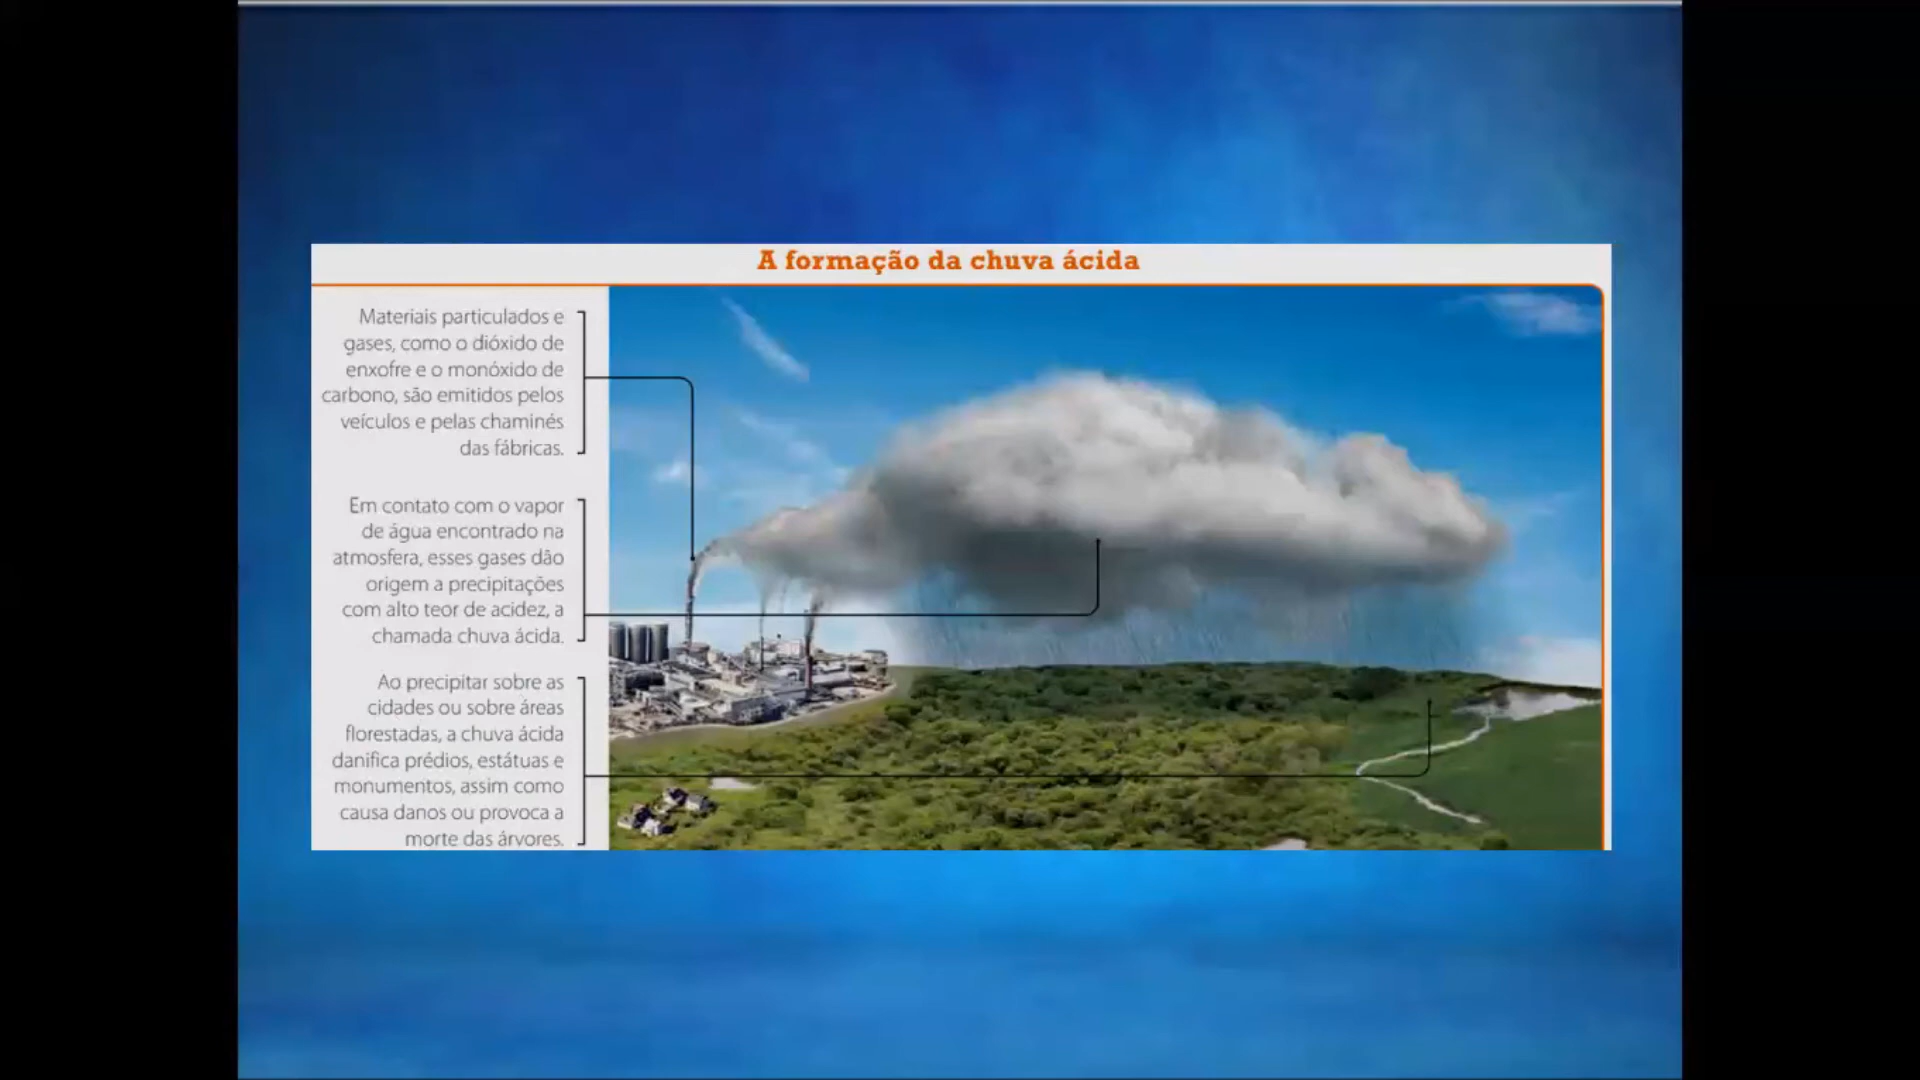 A formação da chuva ácida
Materiais particulados e
gases, como o dióxido de
enxofre e o monóxido de
carbono, são emitidos pelos
veículos e pelas chaminés
das fábricas.
Em contato com o vapor
de água encontrado na
atmosfera, esses gases dão
origem a precipitações
com alto teor de acidez, a
chamada chuva ácida.
Ao precipitar sobre as
cidades ou sobre áreas
florestadas, a chuva ácida
danifica prédios, estátuas e
monumentos, assim como
causa danos ou provoca a
morte das árvores.